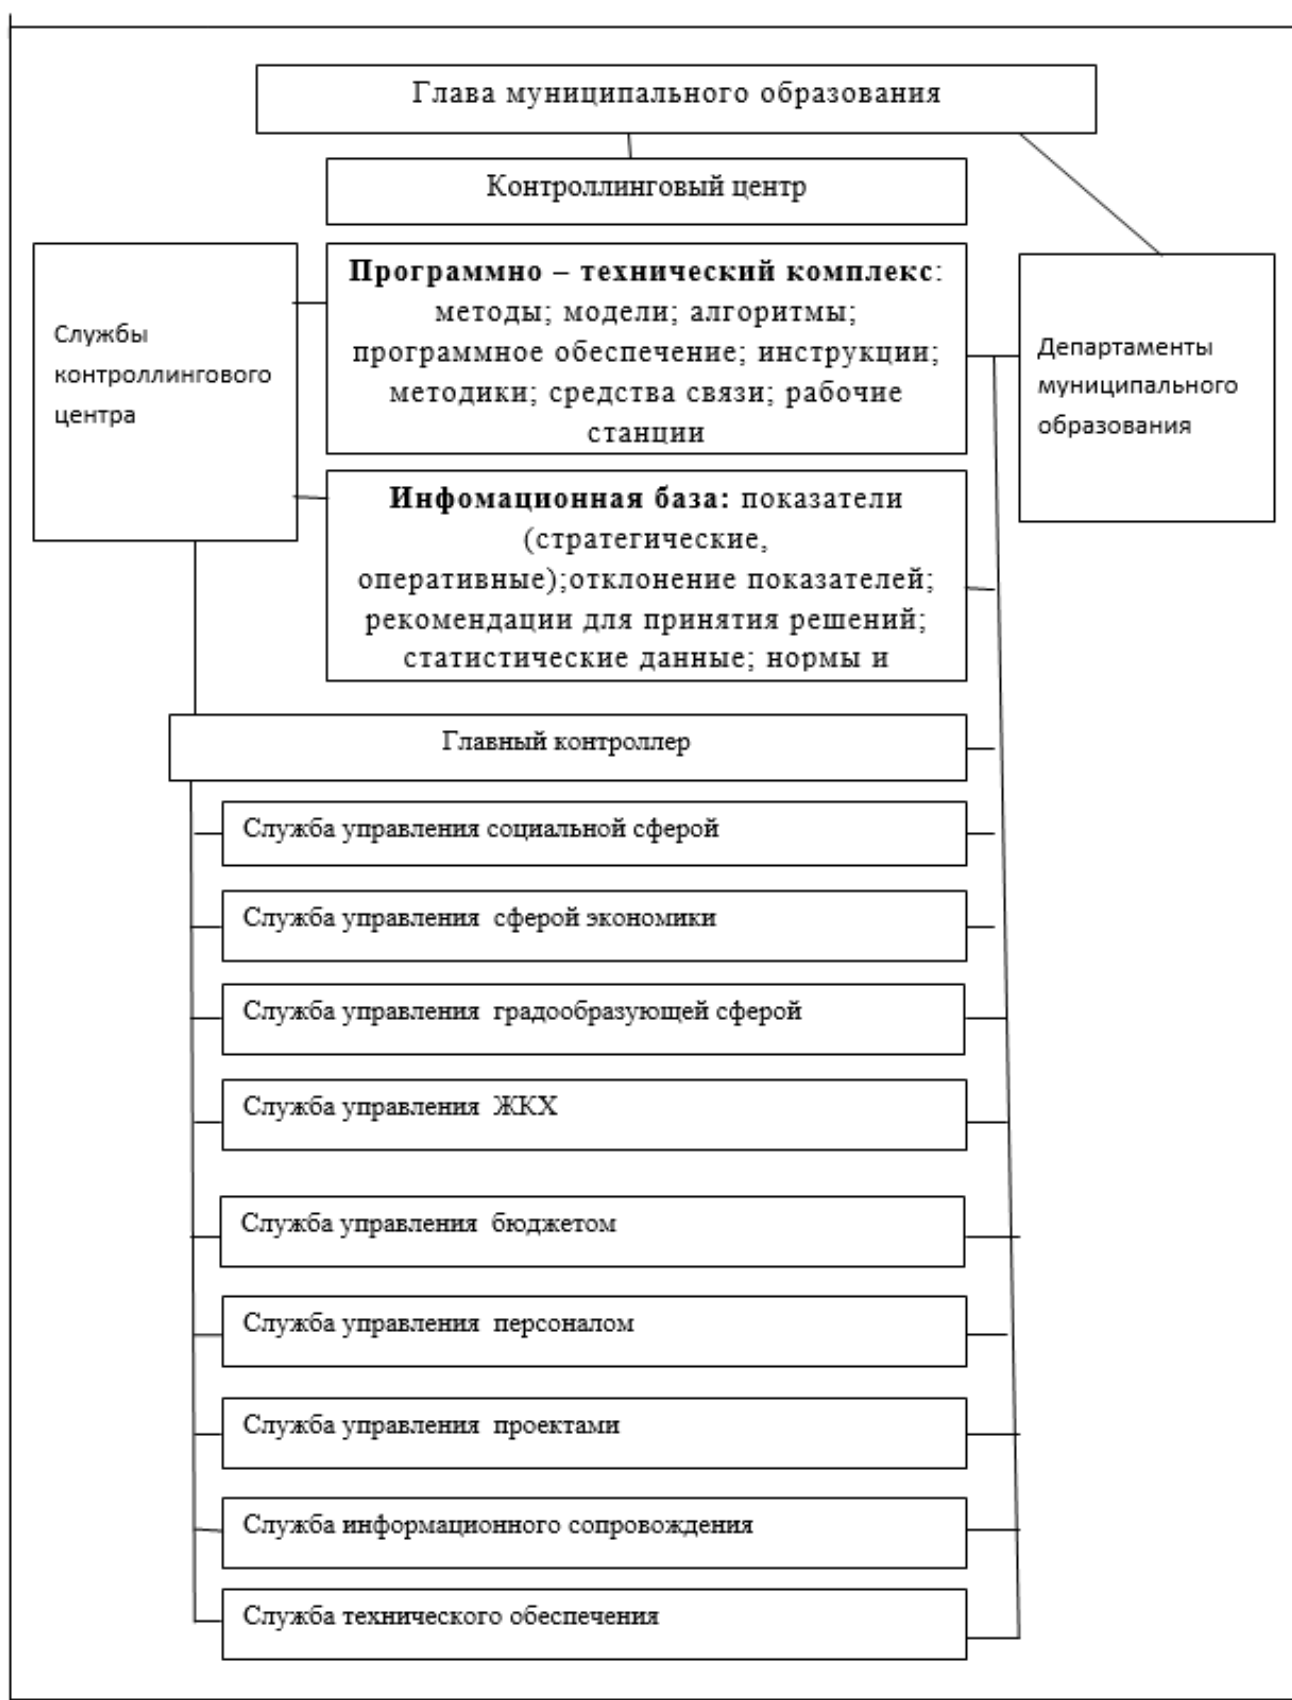 Глава муниципального образования
Контроллинговый центр
Службы
контроллингового
центра
Программно – технический комплекс:
методы; модели; алгоритмы;
программное обеспечение; инструкции;
методики; средства связи; рабочие
станции
Департаменты
муниципального
образования
Инфомационная база: показатели
(стратегические,
оперативные);отклонение показателей;
рекомендации для принятия решений;
статистические данные; нормы и
Главный контроллер
Служба управления социальной сферой
Служба управления  сферой экономики
Служба управления  градообразующей сферой
Служба управления  ЖКХ
Служба управления  бюджетом
Служба управления  персоналом
Служба управления  проектами
Служба информационного сопровождения
Служба технического обеспечения